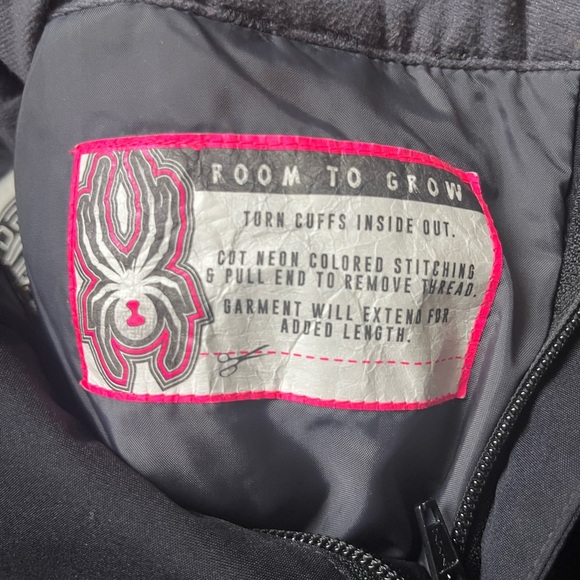 ROOM TO GROW
TURN CUFFS INSIDE OUT.
CUT NEON COLORED STITCHING
& PULL END TO REMOVE THREAD.
GARMENT WILL EXTEND FOR
ADDED LENGTH.